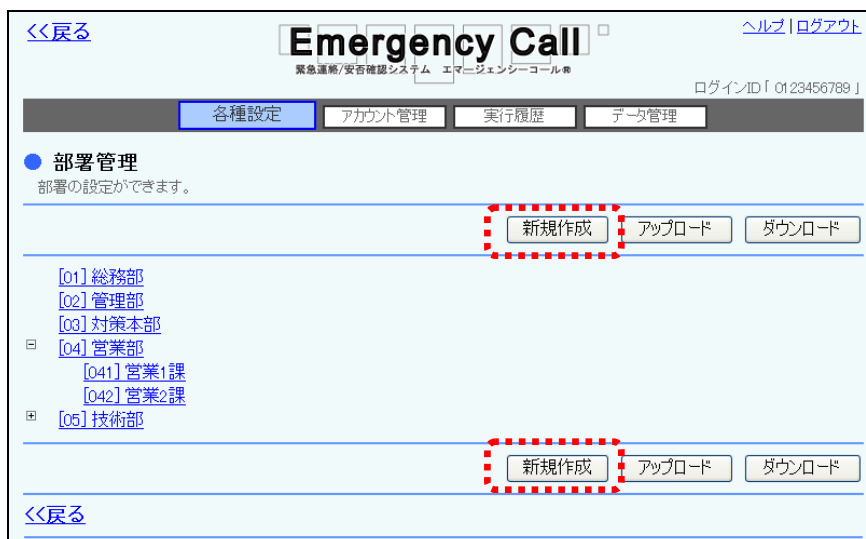 <<戻る
ヘルプ | ログアウト
Emergency Call
緊急連絡/安否確認システム エマージェンシーコール®
ログインID「 0123456789 」
各種設定 アカウント管理 実行履歴 データ管理
部署管理
部署の設定ができます。
新規作成 アップロード ダウンロード
[01] 総務部
[02] 管理部
[03] 対策本部
[04] 営業部
[041] 営業1課
[042] 営業2課
[05] 技術部
新規作成 アップロード ダウンロード
<<戻る